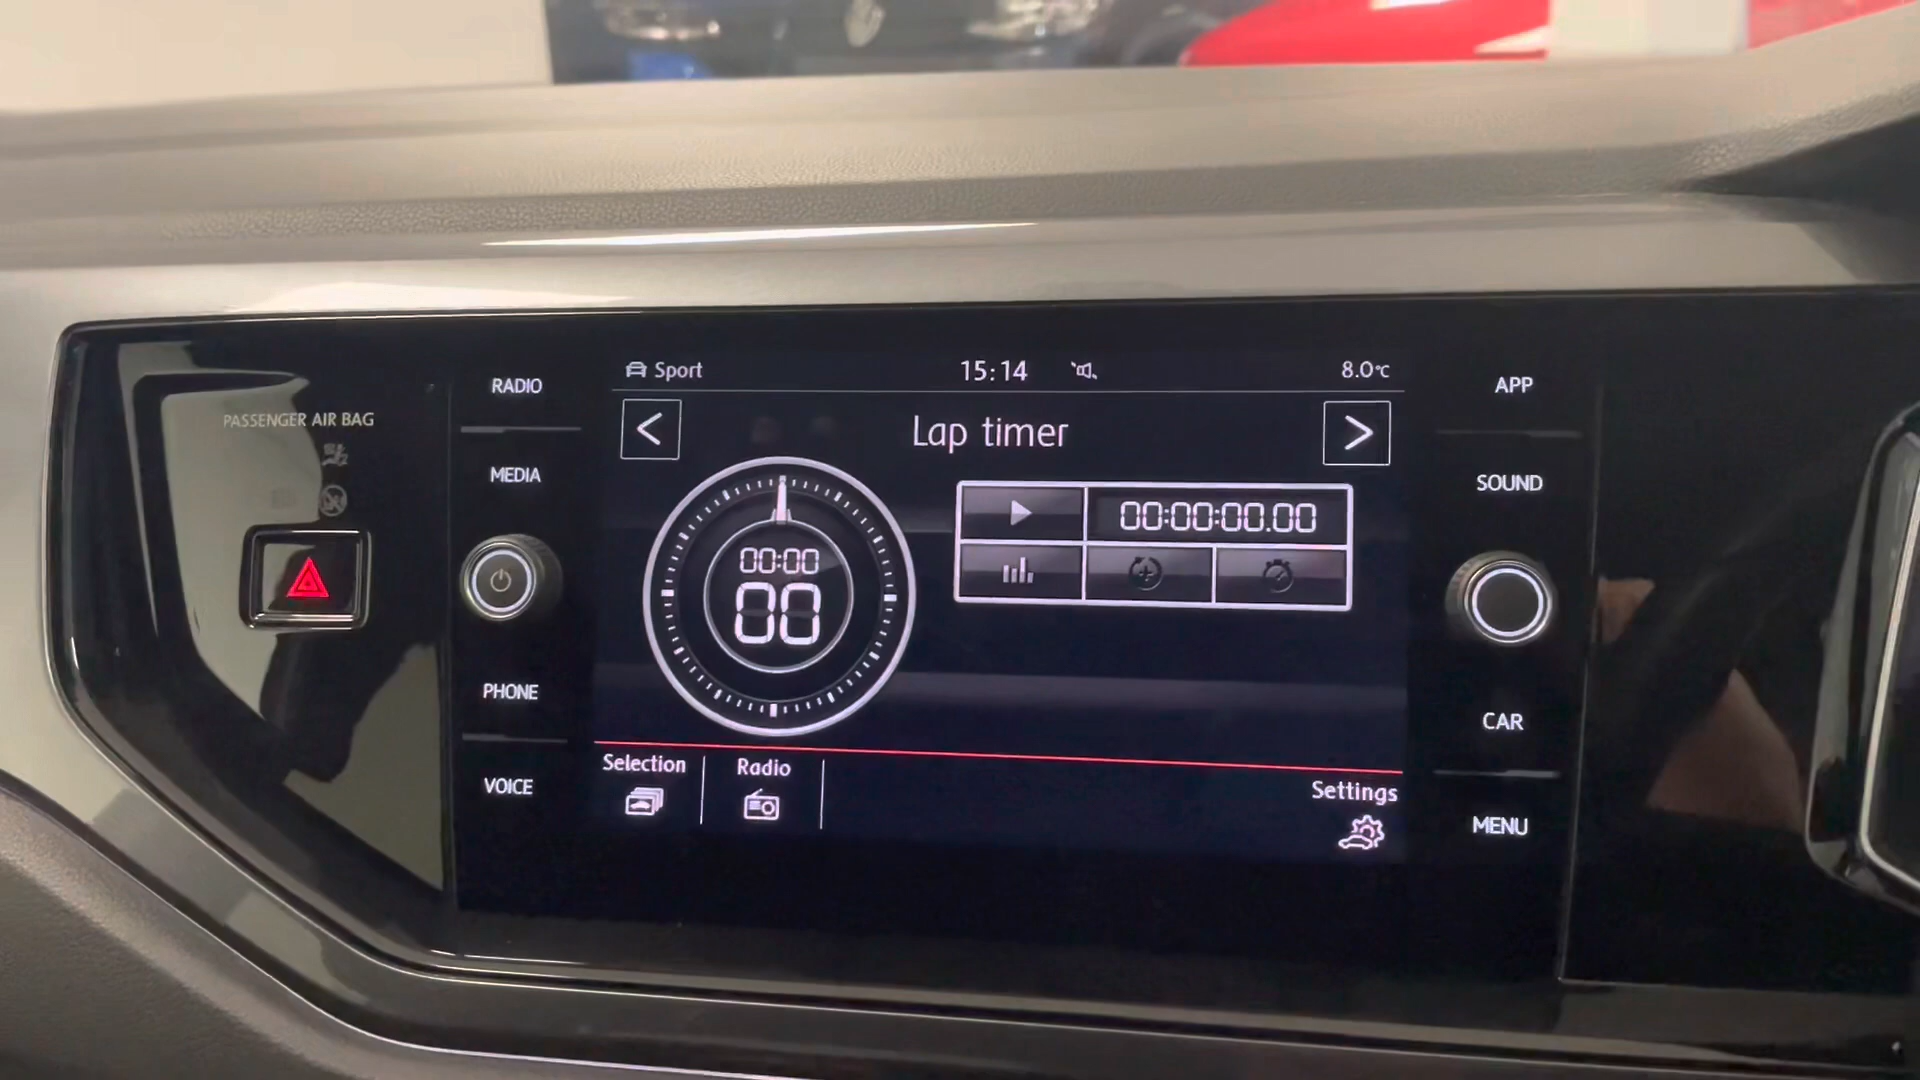 PASSENGER AIR BAG
RADIO
MEDIA
PHONE
VOICE
Sport
15:14
8.0°C
Lap timer
00:00
00
00:00:00.00
Selection
Radio
Settings
APP
SOUND
CAR
MENU